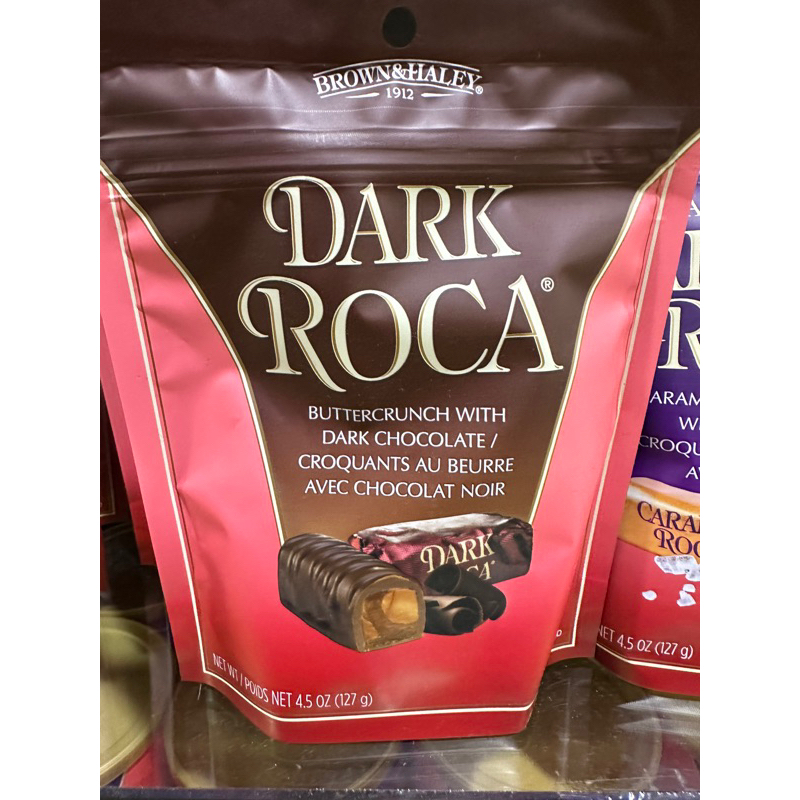 BROWN & HALEY®
1912
DARK
ROCA®
BUTTERCRUNCH WITH
DARK CHOCOLATE /
CROQUANTS AU BEURRE
AVEC CHOCOLAT NOIR
DARK
NET WT / POIDS NET 4.5 OZ (127 g)
NET 4.5 OZ (127 g)